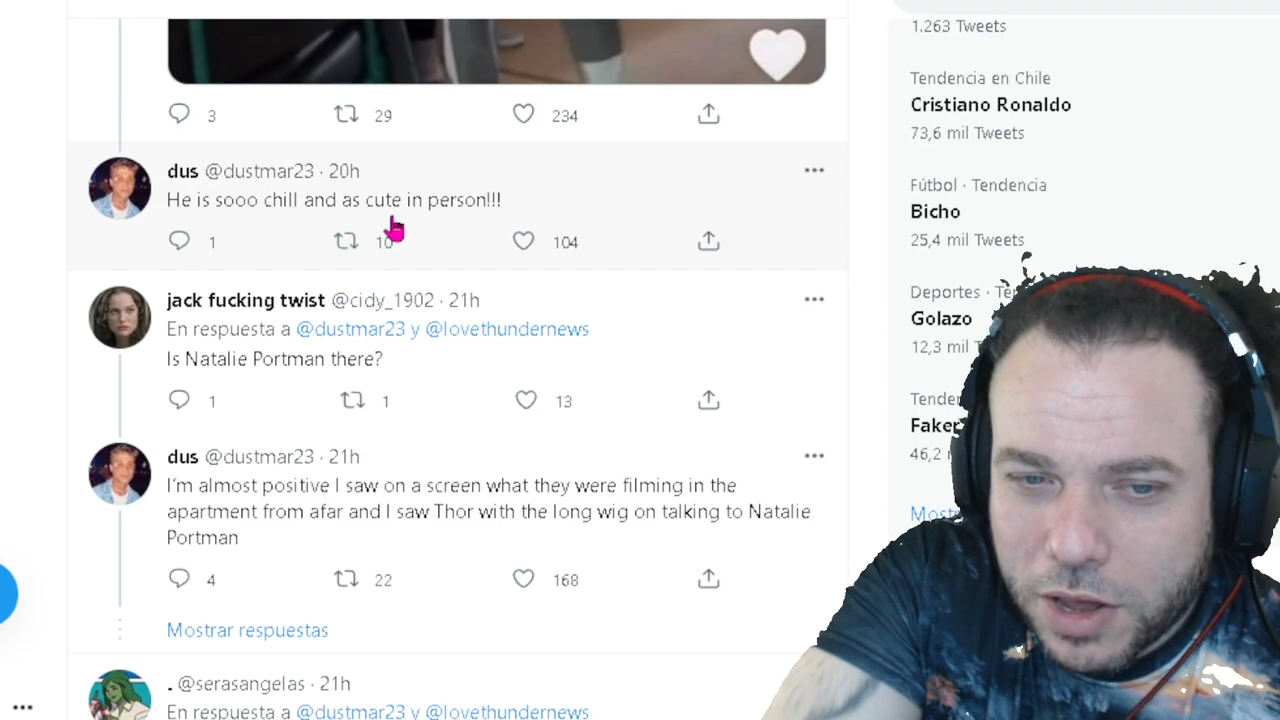 3 29 234
dus @dustmar23 · 20h
He is sooo chill and as cute in person!!!
1 10 104
jack fucking twist @cidy_1902 · 21h
En respuesta a @dustmar23 y @lovethundernews
Is Natalie Portman there?
1 1 13
dus @dustmar23 · 21h
I'm almost positive I saw on a screen what they were filming in the
apartment from afar and I saw Thor with the long wig on talking to Natalie
Portman
4 22 168
Mostrar respuestas
. @serasangelas · 21h
En respuesta a @dustmar23 y @lovethundernews
1.263 Tweets
Tendencia en Chile
Cristiano Ronaldo
73,6 mil Tweets
Fútbol · Tendencia
Bicho
25,4 mil Tweets
Deportes · Te
Golazo
12,3 mil T
Tende
Faker
46,2
Most